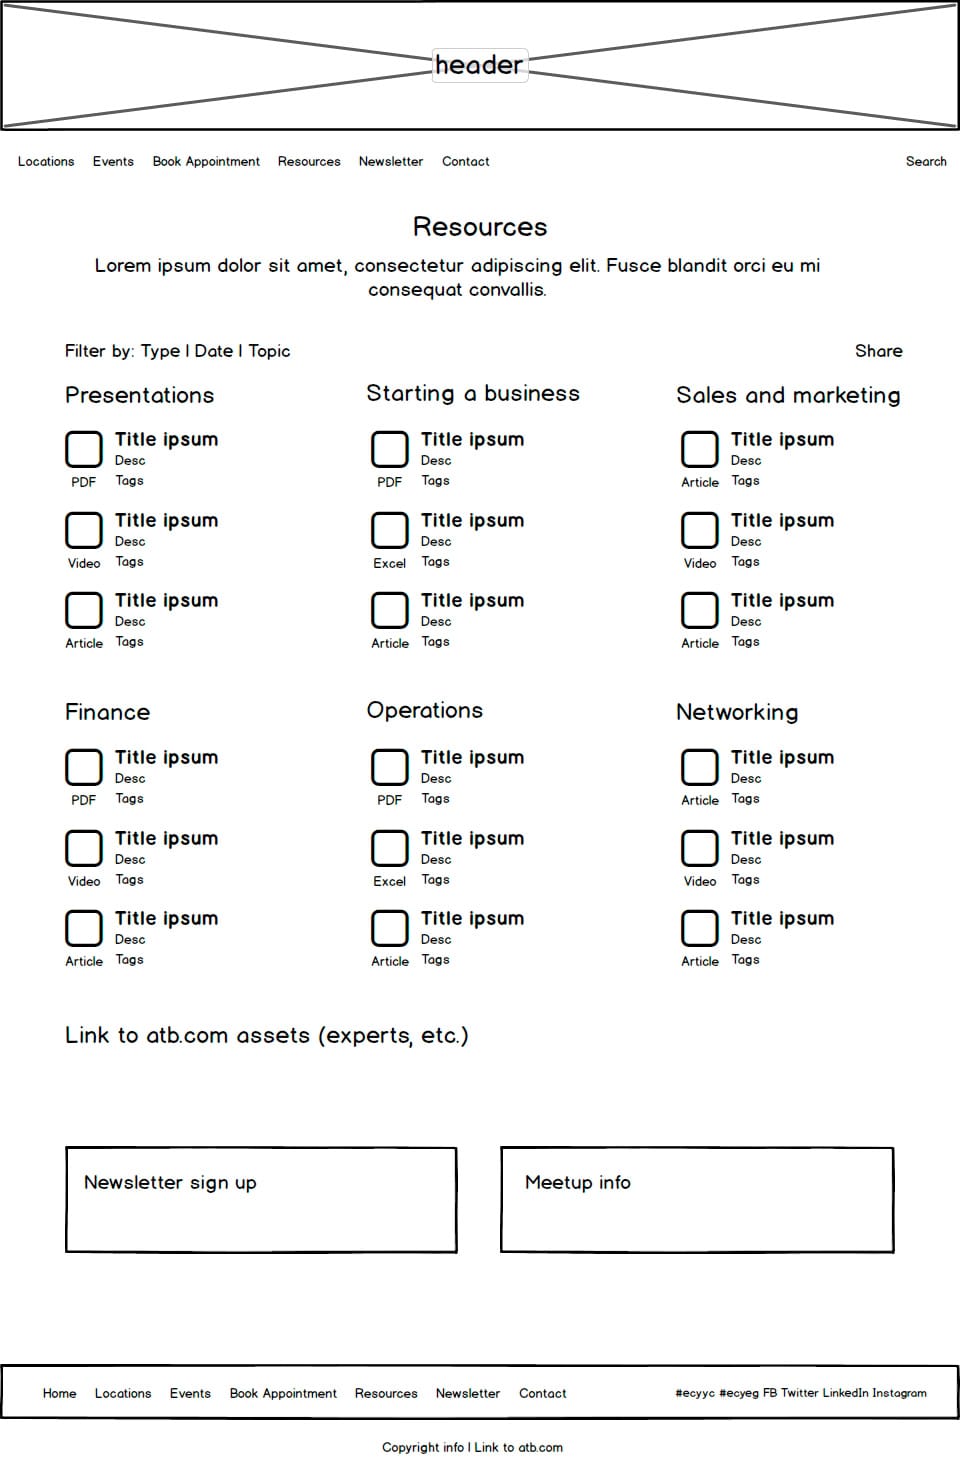 header
Locations Events Book Appointment Resources Newsletter Contact Search
Resources
Lorem ipsum dolor sit amet, consectetur adipiscing elit. Fusce blandit orci eu mi
consequat convallis.
Filter by: Type | Date | Topic Share
Presentations
Title ipsum
Desc
PDF Tags
Title ipsum
Desc
Video Tags
Title ipsum
Desc
Article Tags
Starting a business
Title ipsum
Desc
PDF Tags
Title ipsum
Desc
Excel Tags
Title ipsum
Desc
Article Tags
Sales and marketing
Title ipsum
Desc
Article Tags
Title ipsum
Desc
Video Tags
Title ipsum
Desc
Article Tags
Finance
Title ipsum
Desc
PDF Tags
Title ipsum
Desc
Video Tags
Title ipsum
Desc
Article Tags
Operations
Title ipsum
Desc
PDF Tags
Title ipsum
Desc
Excel Tags
Title ipsum
Desc
Article Tags
Networking
Title ipsum
Desc
Article Tags
Title ipsum
Desc
Video Tags
Title ipsum
Desc
Article Tags
Link to atb.com assets (experts, etc.)
Newsletter sign up
Meetup info
Home Locations Events Book Appointment Resources Newsletter Contact #ecyyc #ecyeg FB Twitter LinkedIn Instagram
Copyright info | Link to atb.com